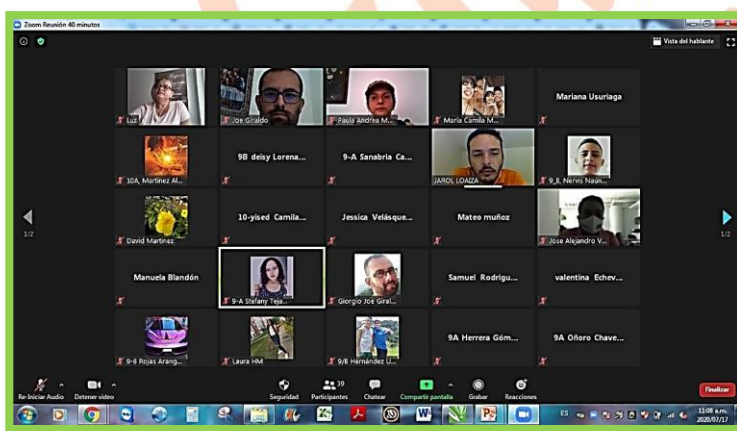 Zoom Reunión 40 minutos
Vista del hablante
Luz
Joe Giraldo
Paula Andrea M...
María Camila M...
Mariana Usuriaga
10A, Martinez Al...
9B deisy Lorena...
9-A Sanabria Ca...
JAROL LOAIZA
9_B, Nervis Naún...
David Martinez
10-yised Camila...
Jessica Velásque...
Mateo muñoz
Jose Alejandro V...
1/2
1/2
Manuela Blandón
9-A Stefany Teja...
Giorgio Joe Giral...
Samuel Rodrigu...
valentina Echev...
9-B Rojas Arang...
Laura HM
9/B Hernández U...
9A Herrera Góm...
9A Oñoro Chave...
Re-Iniciar Audio
Detener video
Seguridad
39
Participantes
Chatear
Compartir pantalla
Grabar
Reacciones
Finalizar
ES
11:08 a.m.
2020/07/17